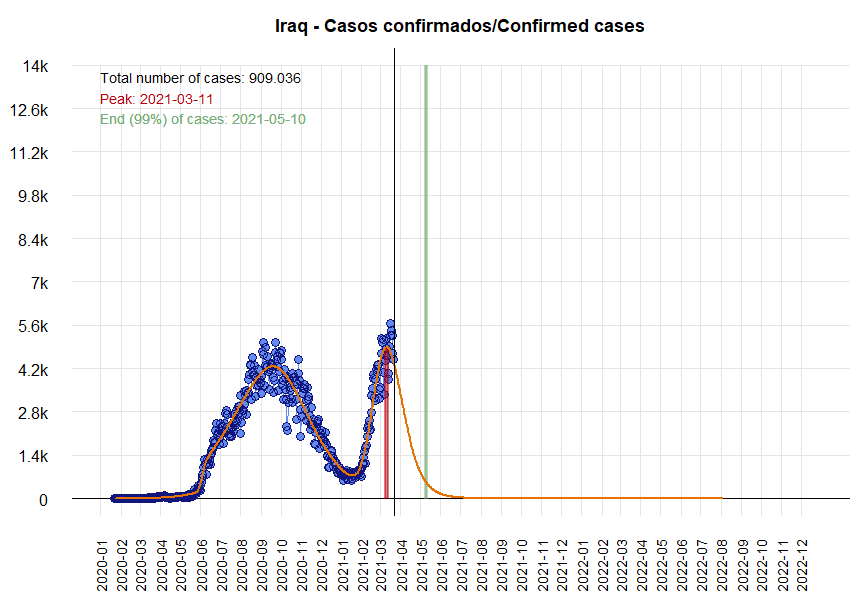 Iraq - Casos confirmados/Confirmed cases
14k
Total number of cases: 909.036
Peak: 2021-03-11
12.6k
End (99%) of cases: 2021-05-10
11.2k
9.8k
8.4k
7k
5.6k
4.2k
2.8k
1.4k
0
2020-01
2020-02
2020-03
2020-04
2020-05
2020-06
2020-07
2020-08
2020-09
2020-10
2020-12
2021-01
2021-02
2021-03
2021-04
2021-05
2021-06
2021-07
2021-08
2021-09
2021-10
2021-11
2021-12
2022-02
2022-03
2022-04
2022-05
2022-06
2022-07
2022-08
2022-09
2022-10
2022-11
2022-12